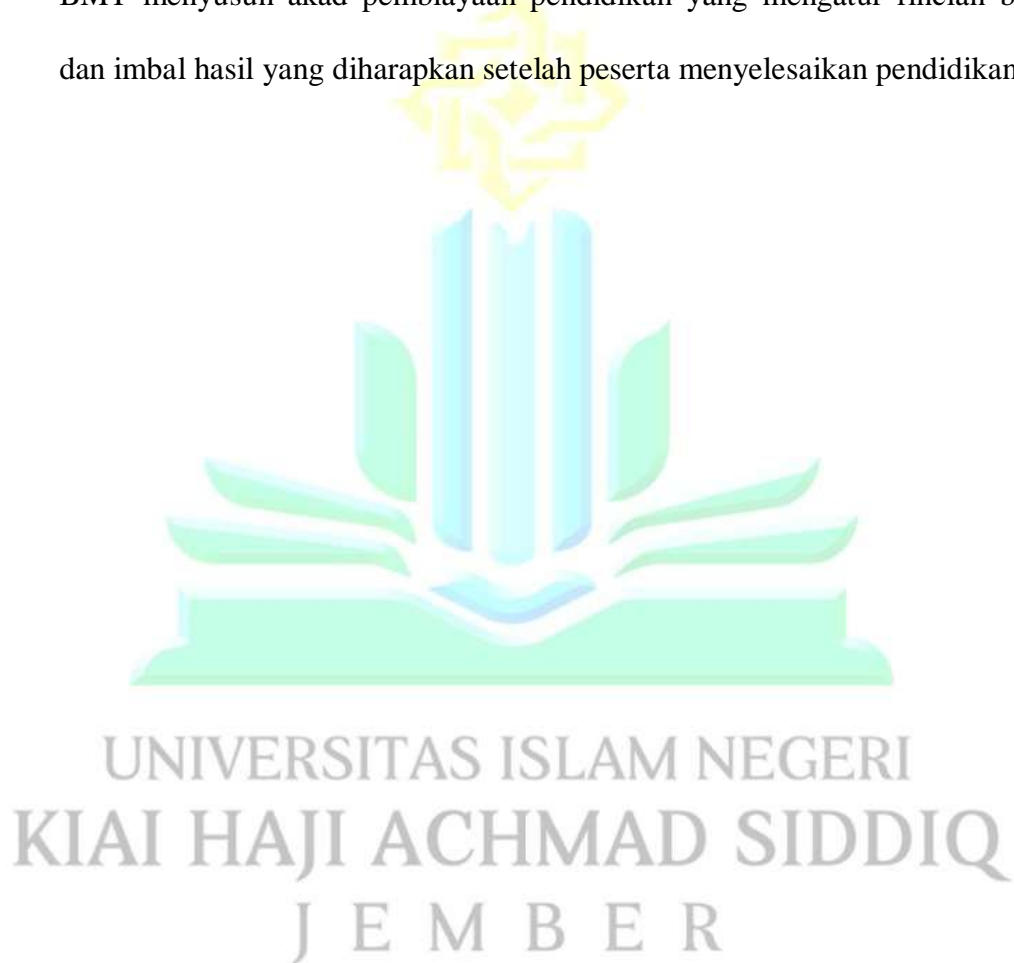 BMT menyusun akad pembiayaan pendidikan yang mengatur rincian
dan imbal hasil yang diharapkan setelah peserta menyelesaikan pendidikan
UNIVERSITAS ISLAM NEGERI
KIAI HAJI ACHMAD SIDDIQ
JEMBER